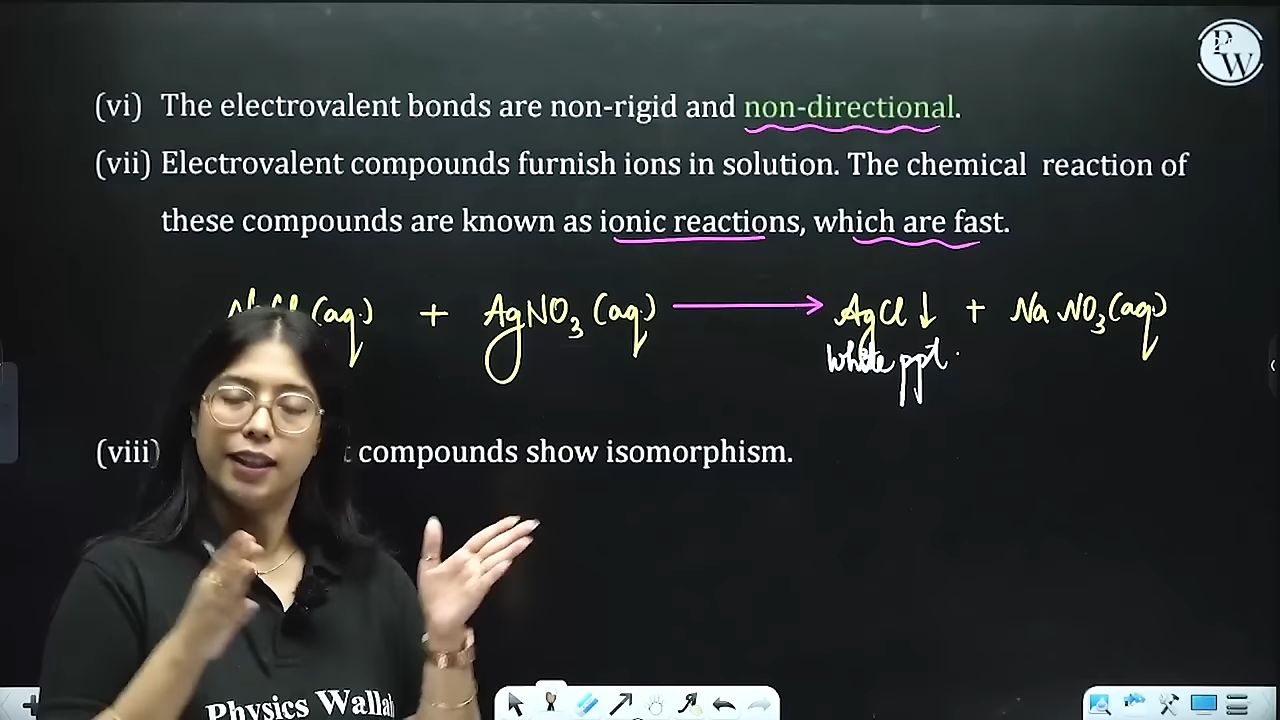 PW
(vi) The electrovalent bonds are non-rigid and non-directional.
(vii) Electrovalent compounds furnish ions in solution. The chemical reaction of
these compounds are known as ionic reactions, which are fast.
(aq) + AgNO₃ (aq) → AgCl ↓ + NaNO₃ (aq)
White ppt.
(viii) compounds show isomorphism.
Physics Walla